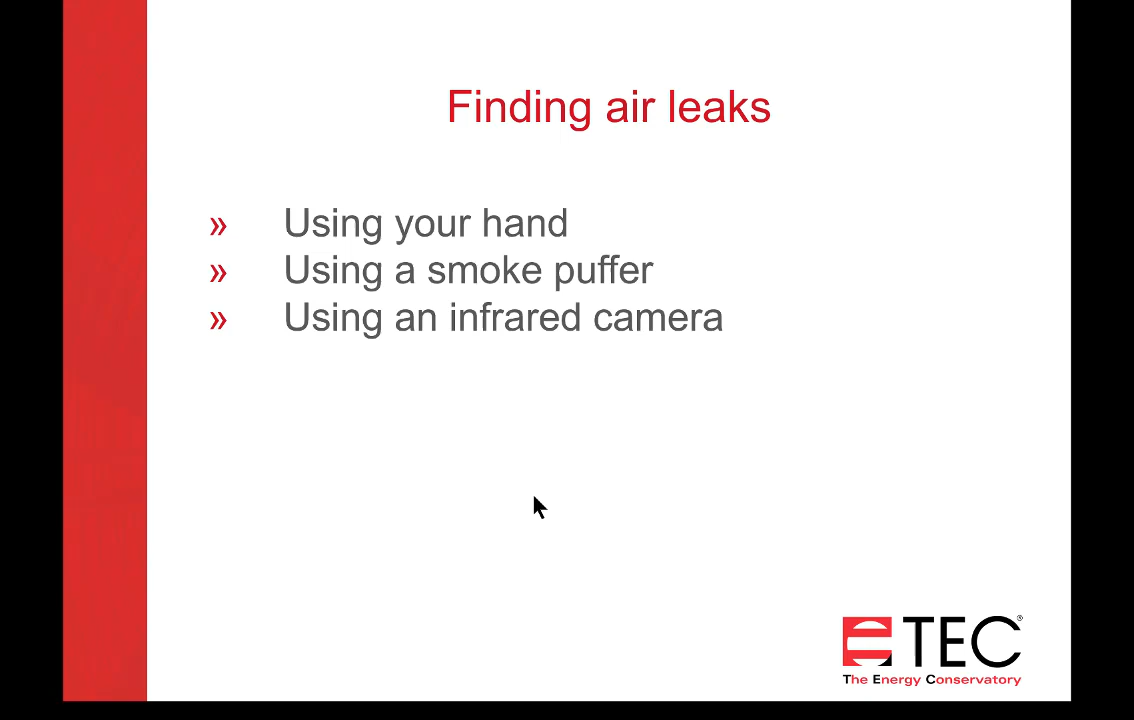 Finding air leaks
» Using your hand
» Using a smoke puffer
» Using an infrared camera
TEC®
The Energy Conservatory